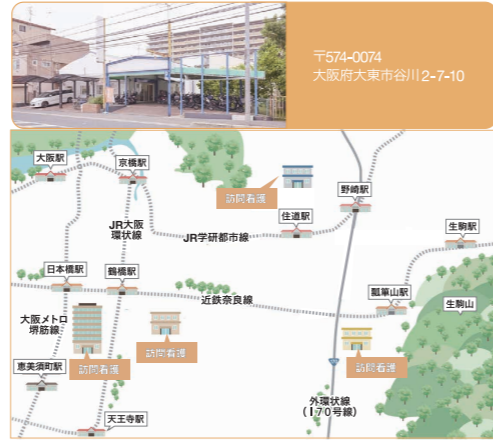 〒574-0074
大阪府大東市谷川2-7-10
大阪駅
京橋駅
野崎駅
訪問看護
住道駅
JR大阪
環状線
JR学研都市線
生駒駅
日本橋駅
鶴橋駅
近鉄奈良線
瓢箪山駅
生駒山
大阪メトロ
堺筋線
訪問看護
訪問看護
訪問看護
恵美須町駅
外環状線
(170号線)
天王寺駅